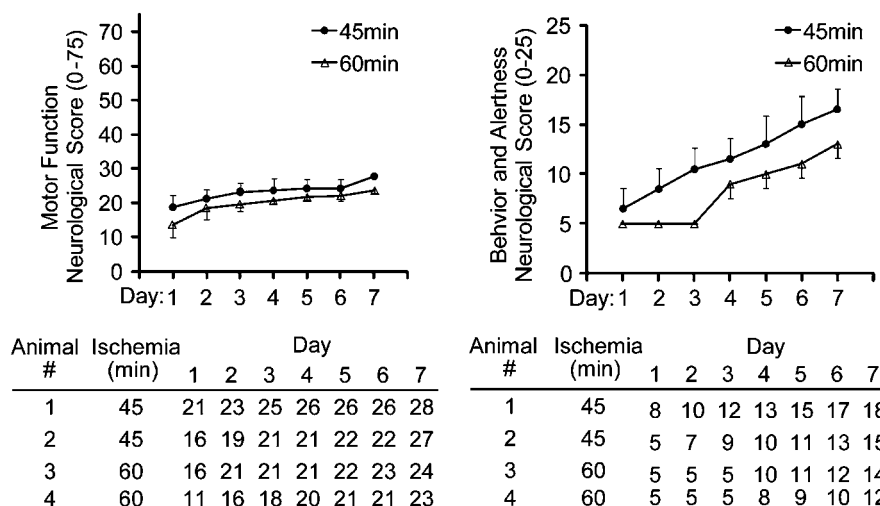 Motor Function
Neurological Score (0-75)
70
60
50
40
30
20
10
0
45min
60min
Day: 1 2 3 4 5 6 7
Animal # Ischemia (min) Day
1 2 3 4 5 6 7
1 45 21 23 25 26 26 26 28
2 45 16 19 21 21 22 22 27
3 60 16 21 21 21 22 23 24
4 60 11 16 18 20 21 21 23
Behvior and Alertness
Neurological Score (0-25)
25
20
15
10
5
0
45min
60min
Day: 1 2 3 4 5 6 7
Animal # Ischemia (min) Day
1 2 3 4 5 6 7
1 45 8 10 12 13 15 17 18
2 45 5 7 9 10 11 13 15
3 60 5 5 5 10 11 12 14
4 60 5 5 5 8 9 10 12